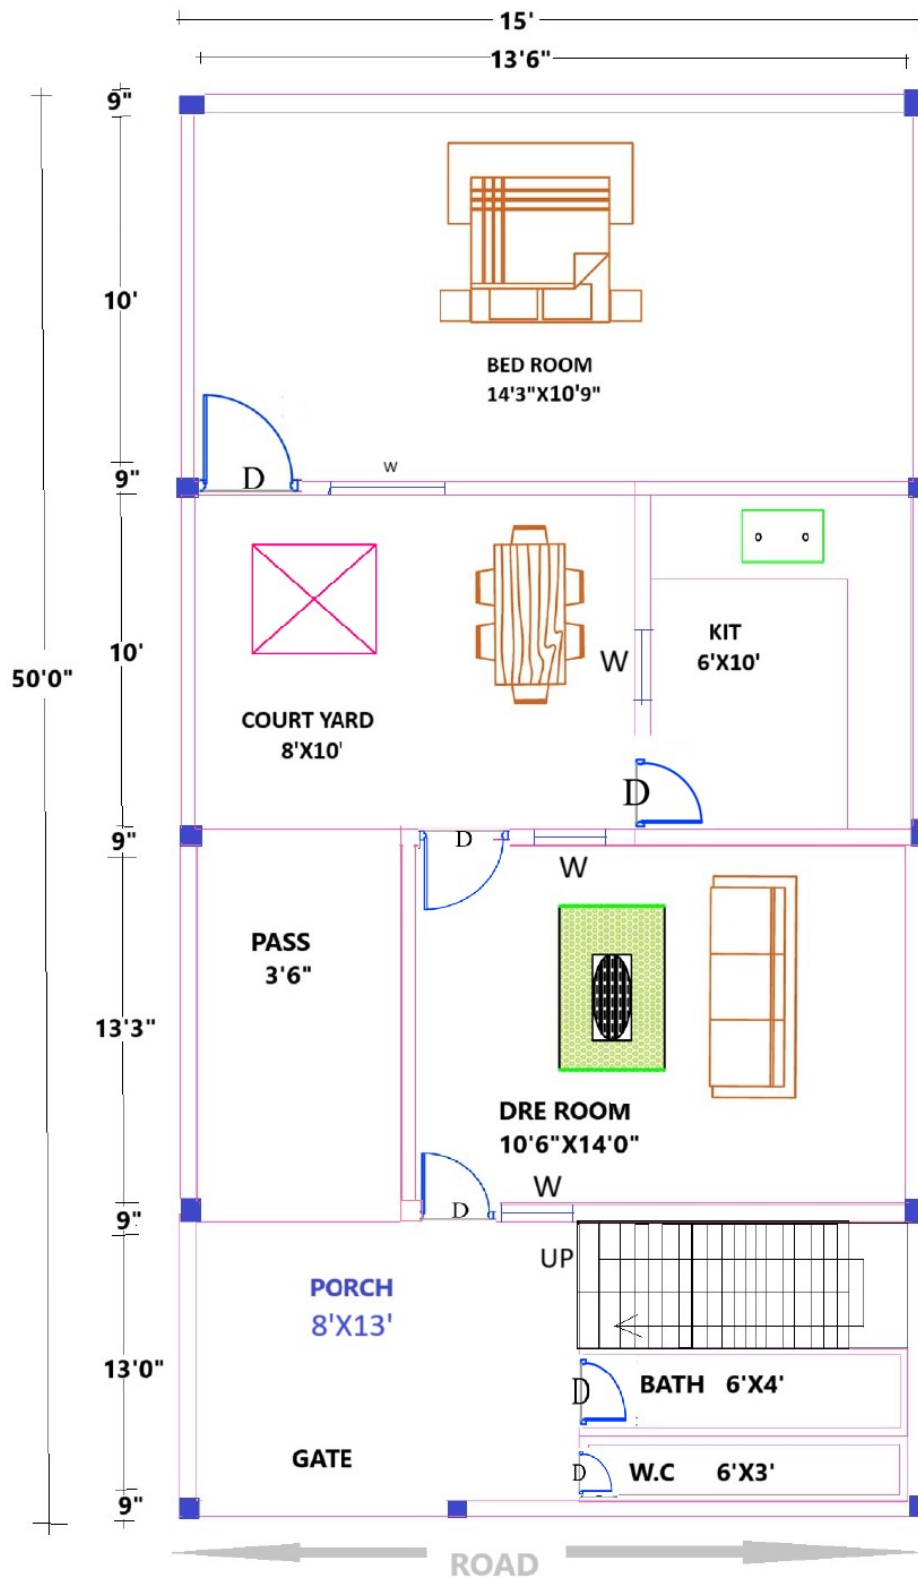 15'
13'6"
9"
10'
BED ROOM
14'3"X10'9"
9"
D
W
10'
50'0"
KIT
6'X10'
W
COURT YARD
8'X10'
D
9"
D
W
PASS
3'6"
13'3"
DRE ROOM
10'6"X14'0"
W
D
9"
UP
PORCH
8'X13'
13'0"
D
BATH 6'X4'
GATE
D
W.C 6'X3'
9"
ROAD